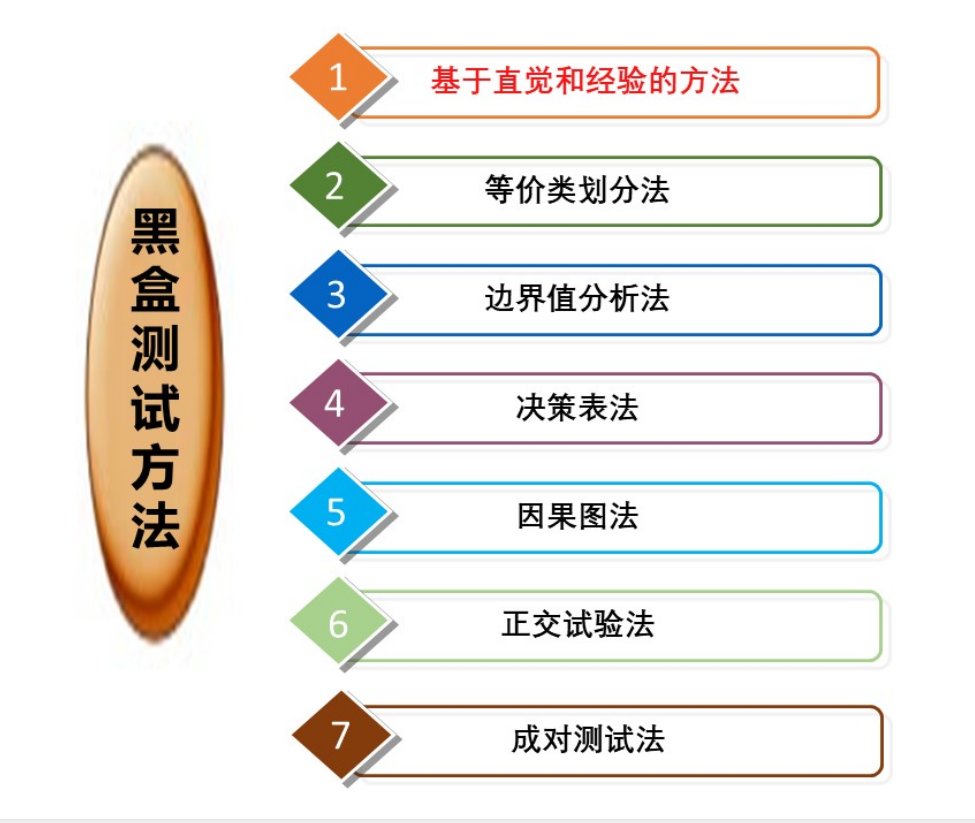 黑盒测试方法
1 基于直觉和经验的方法
2 等价类划分法
3 边界值分析法
4 决策表法
5 因果图法
6 正交试验法
7 成对测试法